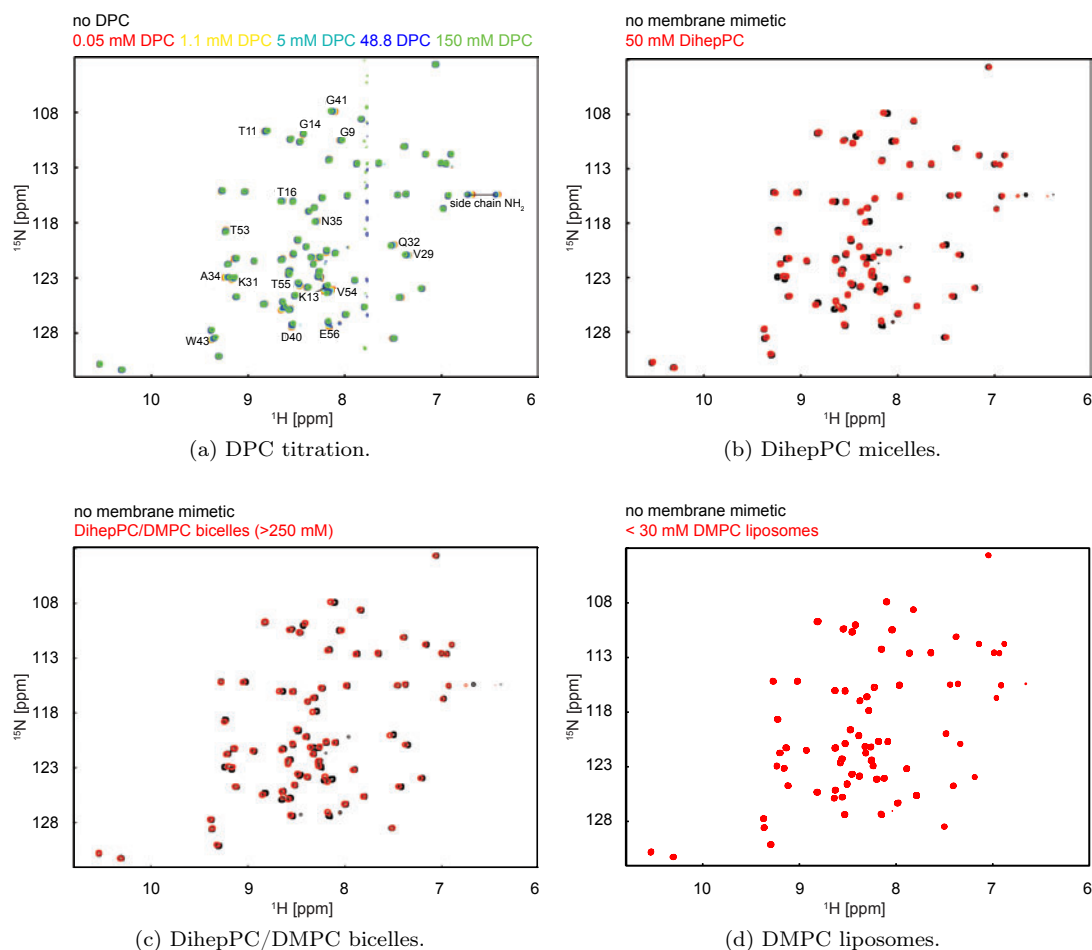 no DPC
0.05 mM DPC 1.1 mM DPC 5 mM DPC 48.8 DPC 150 mM DPC
108
113
118
123
128
15N [ppm]
G41
T11
G14
G9
T16
side chain NH2
N35
T53
Q32
V29
A34
K31
T55
K13
V54
W43
D40
E56
10 9 8 7 6
1H [ppm]
(a) DPC titration.
no membrane mimetic
50 mM DihepPC
108
113
118
123
128
15N [ppm]
10 9 8 7 6
1H [ppm]
(b) DihepPC micelles.
no membrane mimetic
DihepPC/DMPC bicelles (>250 mM)
108
113
118
123
128
15N [ppm]
10 9 8 7 6
1H [ppm]
(c) DihepPC/DMPC bicelles.
no membrane mimetic
< 30 mM DMPC liposomes
108
113
118
123
128
15N [ppm]
10 9 8 7 6
1H [ppm]
(d) DMPC liposomes.